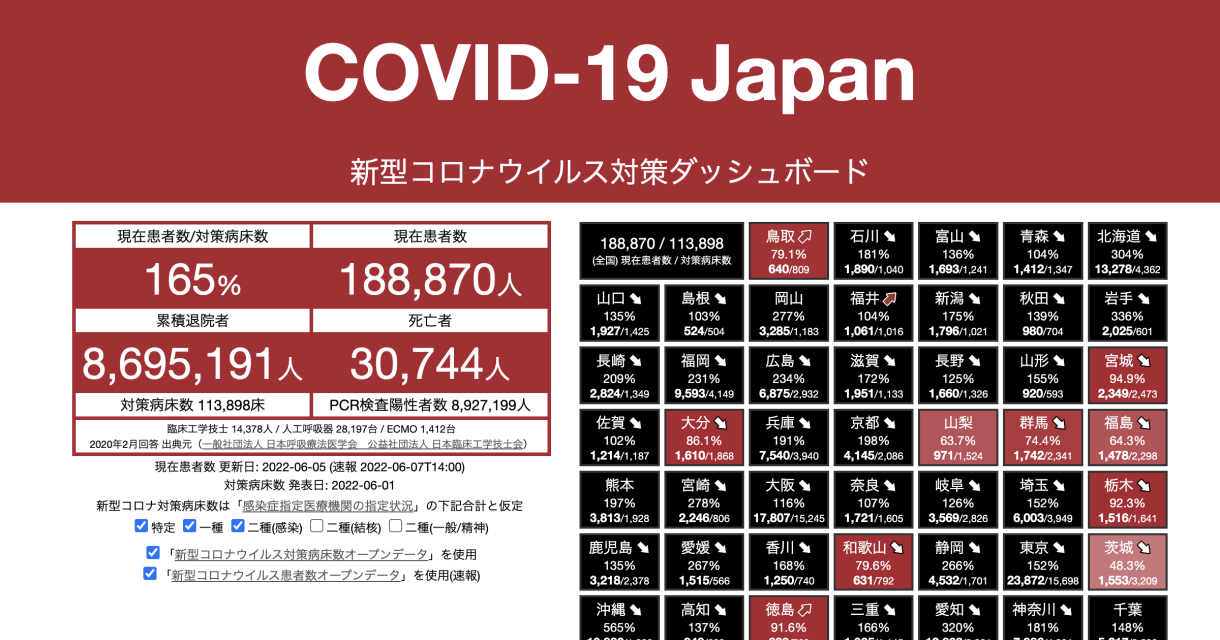 COVID-19 Japan
新型コロナウイルス対策ダッシュボード
現在患者数/対策病床数
現在患者数
165%
188,870人
累積退院者
死亡者
8,695,191人
30,744人
対策病床数 113,898床
PCR検査陽性者数 8,927,199人
臨床工学技士 14,378人 / 人工呼吸器 28,197台 / ECMO 1,412台
2020年2月回答 出典元（一般社団法人 日本呼吸療法医学会　公益社団法人 日本臨床工学技士会）
現在患者数 更新日: 2022-06-05 (速報 2022-06-07T14:00)
対策病床数 発表日: 2022-06-01
新型コロナ対策病床数は「感染症指定医療機関の指定状況」の下記合計と仮定
特定 一種 二種(感染) 二種(結核) 二種(一般/精神)
「新型コロナウイルス対策病床数オープンデータ」を使用
「新型コロナウイルス患者数オープンデータ」を使用(速報)
188,870 / 113,898
(全国) 現在患者数 / 対策病床数
鳥取
79.1%
640/809
石川
181%
1,890/1,040
富山
136%
1,693/1,241
青森
104%
1,412/1,347
北海道
304%
13,278/4,362
山口
135%
1,927/1,425
島根
103%
524/504
岡山
277%
3,285/1,183
福井
104%
1,061/1,016
新潟
175%
1,796/1,021
秋田
139%
980/704
岩手
336%
2,025/601
長崎
209%
2,824/1,349
福岡
231%
9,593/4,149
広島
234%
6,875/2,932
滋賀
172%
1,951/1,133
長野
125%
1,660/1,326
山形
155%
920/593
宮城
94.9%
2,349/2,473
佐賀
102%
1,214/1,187
大分
86.1%
1,610/1,868
兵庫
191%
7,540/3,940
京都
198%
4,145/2,086
山梨
63.7%
971/1,524
群馬
74.4%
1,742/2,341
福島
64.3%
1,478/2,298
熊本
197%
3,813/1,928
宮崎
278%
2,246/806
大阪
116%
17,807/15,245
奈良
107%
1,721/1,605
岐阜
126%
3,569/2,826
埼玉
152%
6,003/3,949
栃木
92.3%
1,516/1,641
鹿児島
135%
3,218/2,378
愛媛
267%
1,515/566
香川
168%
1,250/740
和歌山
79.6%
631/792
静岡
266%
4,532/1,701
東京
152%
23,872/15,698
茨城
48.3%
1,553/3,209
沖縄
565%
高知
137%
徳島
91.6%
三重
166%
愛知
320%
神奈川
181%
千葉
148%